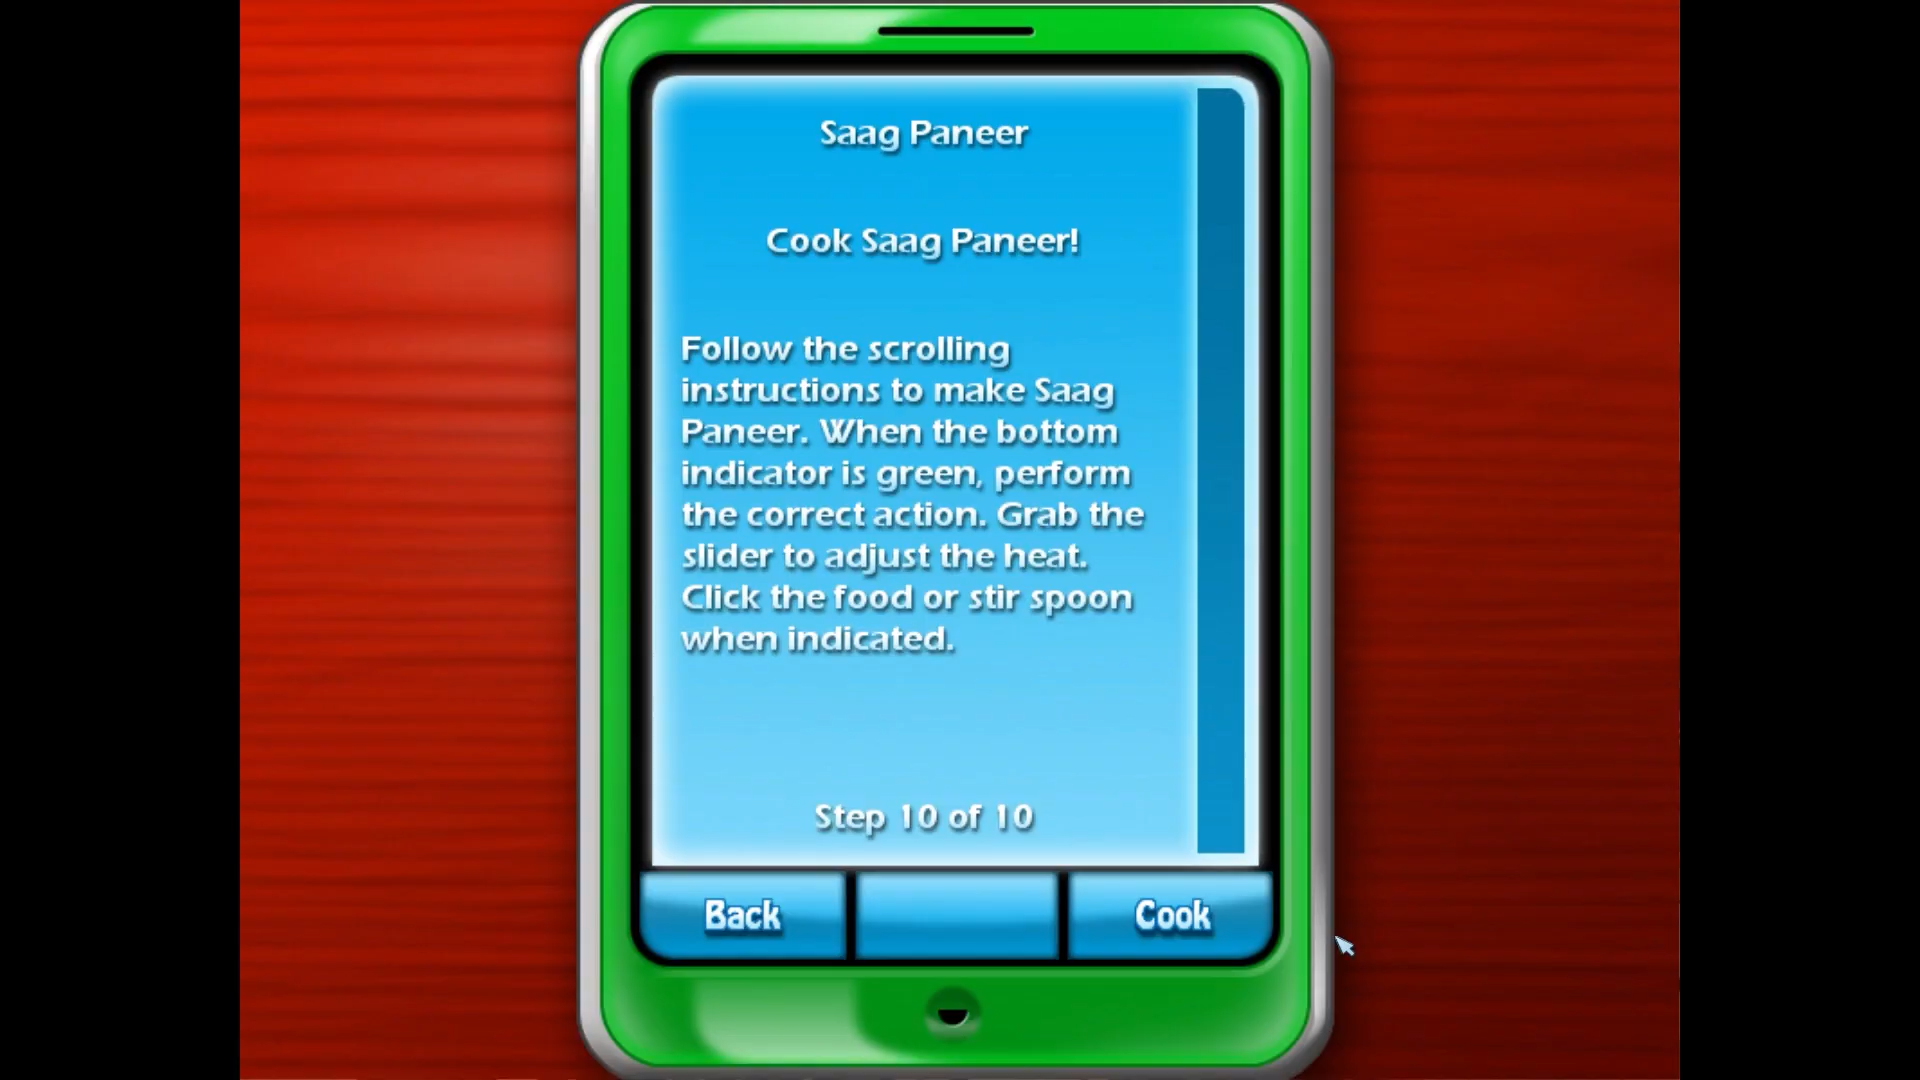 Saag Paneer
Cook Saag Paneer!
Follow the scrolling
instructions to make Saag
Paneer. When the bottom
indicator is green, perform
the correct action. Grab the
slider to adjust the heat.
Click the food or stir spoon
when indicated.
Step 10 of 10
Back
Cook